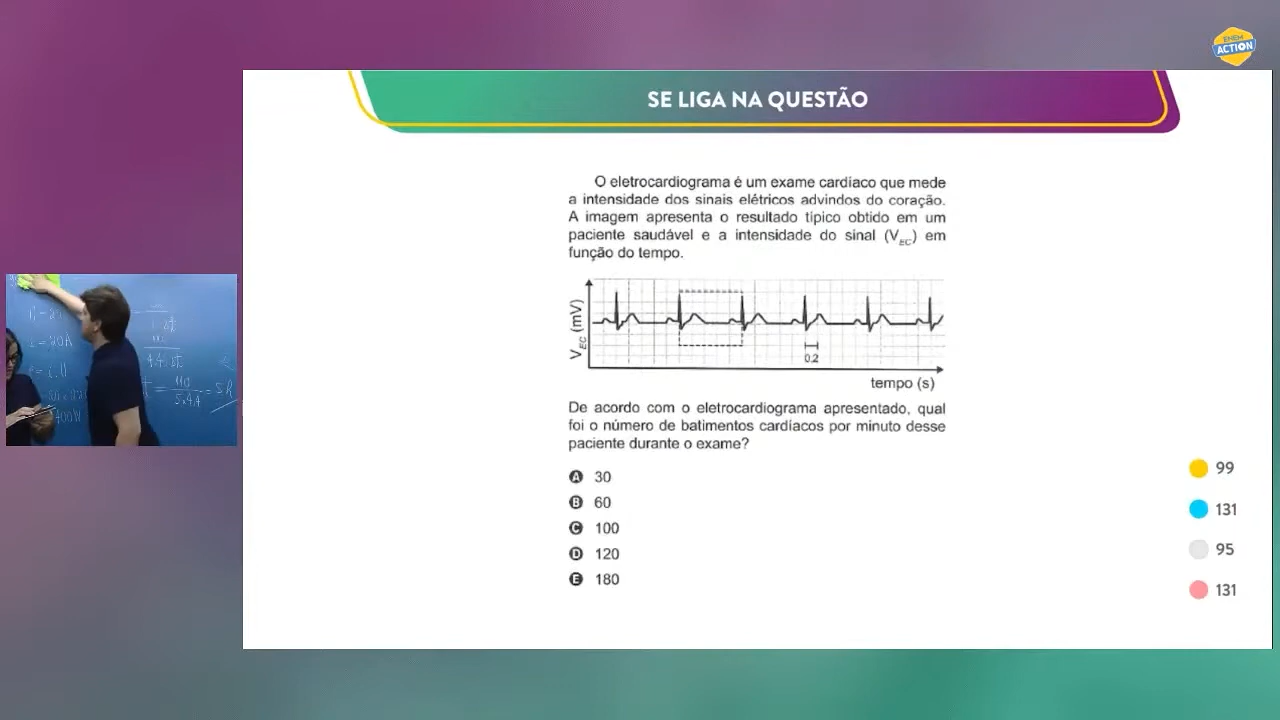 ENEM
ACTION
SE LIGA NA QUESTÃO
O eletrocardiograma é um exame cardíaco que mede
a intensidade dos sinais elétricos advindos do coração.
A imagem apresenta o resultado típico obtido em um
paciente saudável e a intensidade do sinal (V_EC) em
função do tempo.
V_EC (mV)
0.2
tempo (s)
De acordo com o eletrocardiograma apresentado, qual
foi o número de batimentos cardíacos por minuto desse
paciente durante o exame?
A 30
B 60
C 100
D 120
E 180
99
131
95
131